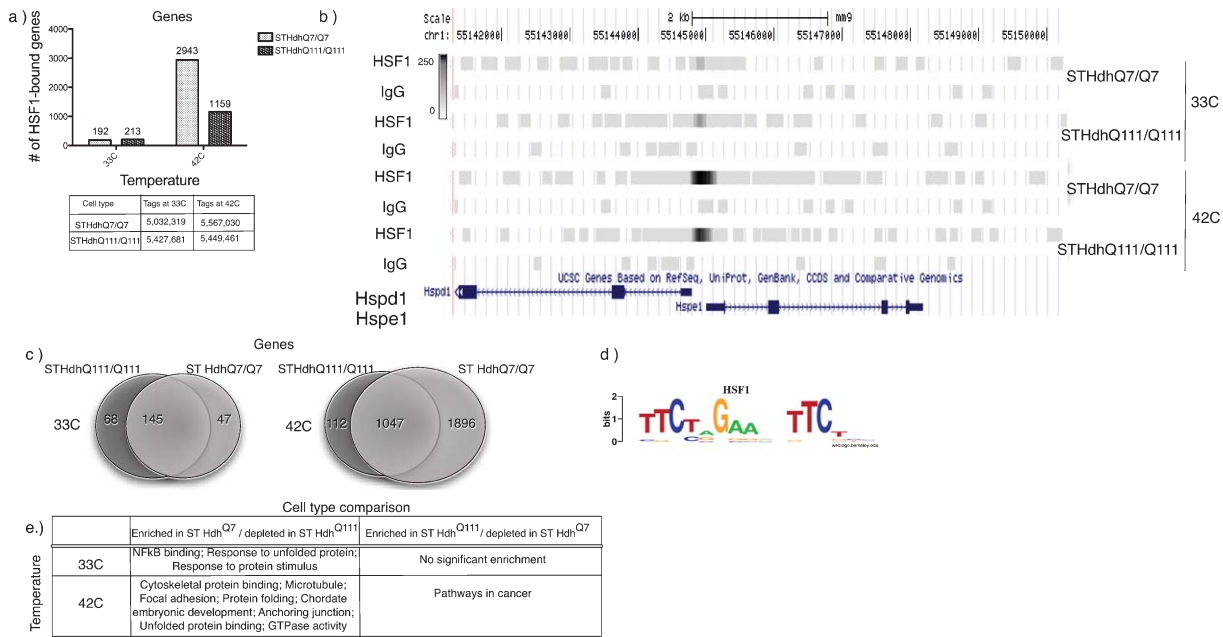 a )
Genes
# of HSF1-bound genes
4000
3000
2000
1000
0
192
213
2943
1159
33C
42C
Temperature
STHdhQ7/Q7
STHdhQ111/Q111
Cell type Tags at 33C Tags at 42C
STHdhQ7/Q7 5,032,319 5,567,030
STHdhQ111/Q111 5,427,681 5,449,461
b )
Scale 2 kb mm9
chr1: 55142000 55143000 55144000 55145000 55146000 55147000 55148000 55149000 55150000
250
0
HSF1
IgG
STHdhQ7/Q7
HSF1
IgG
STHdhQ111/Q111
33C
HSF1
IgG
STHdhQ7/Q7
HSF1
IgG
STHdhQ111/Q111
42C
UCSC Genes Based on RefSeq, UniProt, GenBank, CCDS and Comparative Genomics
Hspd1
Hspe1
Hspd1
Hspe1
c )
Genes
STHdhQ111/Q111 ST HdhQ7/Q7
33C 68 145 47
STHdhQ111/Q111 ST HdhQ7/Q7
42C 112 1047 1896
d )
HSF1
bits
2
1
0
TTCTAGAA TTCT
weblogo.berkeley.edu
Cell type comparison
e.)
Temperature
Enriched in ST HdhQ7 / depleted in ST HdhQ111 Enriched in ST HdhQ111/ depleted in ST HdhQ7
33C
NFkB binding; Response to unfolded protein;
Response to protein stimulus
No significant enrichment
42C
Cytoskeletal protein binding; Microtubule;
Focal adhesion; Protein folding; Chordate
embryonic development; Anchoring junction;
Unfolded protein binding; GTPase activity
Pathways in cancer